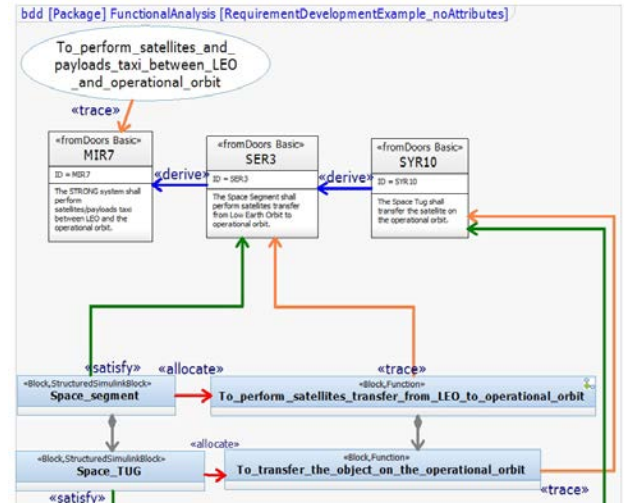 bdd [Package] FunctionalAnalysis [RequirementDevelopmentExample_noAttributes]
To_perform_satellites_and_
payloads_taxi_between_LEO
_and_operational_orbit
«trace»
«fromDoors Basic»
MIR7
ID = MIR7
The STRONG system shall
perform
satellites/payloads taxi
between LEO and the
operational orbit.
«derive»
«fromDoors Basic»
SER3
ID = SER3
The Space Segment shall
perform satellites transfer
from Low Earth Orbit to
operational orbit.
«derive»
«fromDoors Basic»
SYR10
ID = SYR10
The Space Tug shall
transfer the satellite on
the operational orbit.
«satisfy»
«allocate»
«trace»
«Block,StructuredSimulinkBlock»
Space_segment
«Block,Function»
To_perform_satellites_transfer_from_LEO_to_operational_orbit
«allocate»
«Block,StructuredSimulinkBlock»
Space_TUG
«Block,Function»
To_transfer_the_object_on_the_operational_orbit
«satisfy»
«trace»